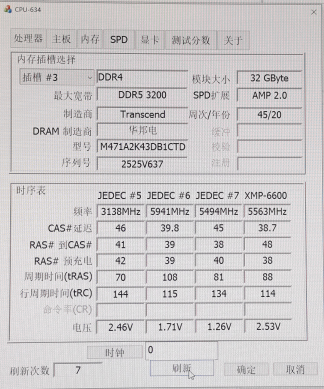 CPU-634
处理器 主板 内存 SPD 显卡 测试分数 关于
内存插槽选择
插槽 #3 DDR4 模块大小 32 GByte
最大宽带 DDR5 3200 SPD扩展 AMP 2.0
制造商 Transcend 周次/年份 45/20
DRAM 制造商 华邦电 缓冲
型号 M471A2K43DB1CTD 校验
序列号 2525V637 注册
时序表
JEDEC #5 JEDEC #6 JEDEC #7 XMP-6600
频率 3138MHz 5941MHz 5494MHz 5563MHz
CAS#延迟 46 39.8 45 38.7
RAS# 到CAS# 41 39 38 48
RAS# 预充电 42 39 40 38
周期时间(tRAS) 70 108 81 88
行周期时间(tRC) 144 115 134 114
命令率(CR)
电压 2.46V 1.71V 1.26V 2.53V
时钟 0
刷新次数 7 刷新 确定 取消